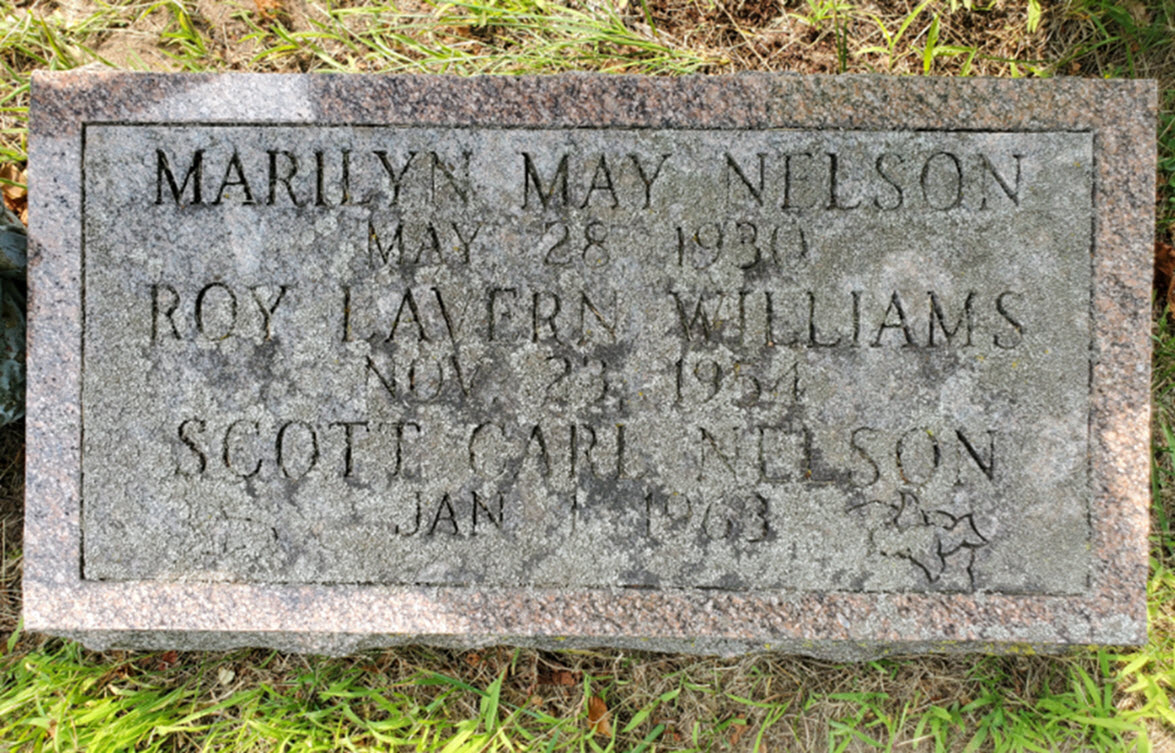 MARILYN MAY NELSON
MAY 28 1930
ROY LAVERN WILLIAMS
NOV. 23, 1954
SCOTT CARL NELSON
JAN 1 1963